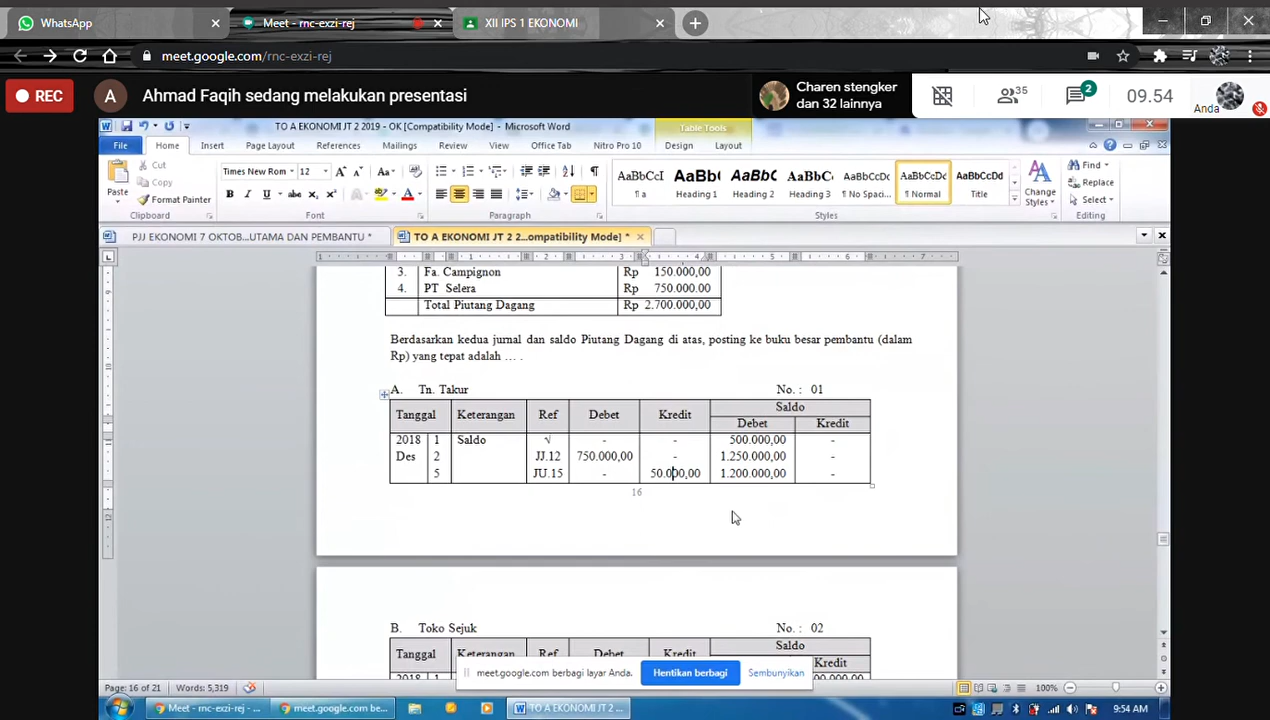 WhatsApp
Meet - rnc-exzi-rej
XII IPS 1 EKONOMI
meet.google.com/rnc-exzi-rej
REC
A
Ahmad Faqih sedang melakukan presentasi
Charen stengker
dan 32 lainnya
35
2
09.54
Anda
TO A EKONOMI JT 2 2019 - OK [Compatibility Mode] - Microsoft Word
Table Tools
File Home Insert Page Layout References Mailings Review View Office Tab Nitro Pro 10 Design Layout
Paste
Cut
Copy
Format Painter
Clipboard
Times New Rom 12
Font
Paragraph
AaBbCcI AaBb( AaBbC AaBbC AaBbCcDc AaBbCcDc AaBbCcDd
¶ a Heading 1 Heading 2 Heading 3 ¶ No Spaci... ¶ Normal Title
Change
Styles
Styles
Find
Replace
Select
Editing
PJJ EKONOMI 7 OKTOB...UTAMA DAN PEMBANTU *
TO A EKONOMI JT 2 2...ompatibility Mode] *
3. Fa. Campignon Rp 150.000,00
4. PT Selera Rp 750.000.00
Total Piutang Dagang Rp 2.700.000,00
Berdasarkan kedua jurnal dan saldo Piutang Dagang di atas, posting ke buku besar pembantu (dalam
Rp) yang tepat adalah … .
A. Tn. Takur No. : 01
Tanggal Keterangan Ref Debet Kredit Saldo
Debet Kredit
2018 1 Saldo √ - - 500.000,00 -
Des 2 JJ.12 750.000,00 - 1.250.000,00 -
5 JU.15 - 50.000,00 1.200.000,00 -
16
B. Toko Sejuk No. : 02
Tanggal Keterangan Ref Debet Saldo
Kredit
2018 1
meet.google.com berbagi layar Anda.
Hentikan berbagi
Sembunyikan
Page: 16 of 21
Words: 5,319
100%
Meet - rnc-exzi-rej - ...
meet.google.com be...
TO A EKONOMI JT 2 ...
9:54 AM